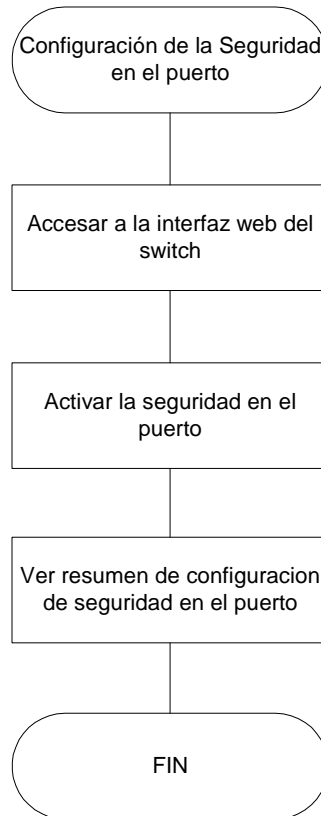 Configuración de la Seguridad
en el puerto
Accesar a la interfaz web del
switch
Activar la seguridad en el
puerto
Ver resumen de configuracion
de seguridad en el puerto
FIN